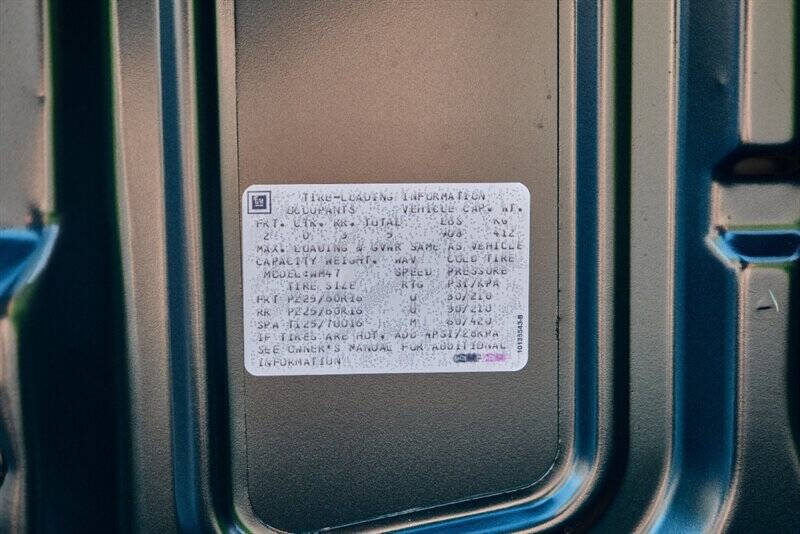 GM
TIRE-LOADING INFORMATION
OCCUPANTS VEHICLE CAP. WT.
FRT. CTR. RR. TOTAL LBS KG
2 0 3 5 908 412
MAX. LOADING & GVWR SAME AS VEHICLE
CAPACITY WEIGHT. WAV COLD TIRE
MODEL:WM47 SPEED PRESSURE
TIRE SIZE RTG PSI/KPA
FRT P225/60R16 30/210
RR P225/60R16 30/210
SPA T125/70D16 M 60/420
IF TIRES ARE HOT, ADD 4PSI/28KPA
SEE OWNER'S MANUAL FOR ADDITIONAL
INFORMATION